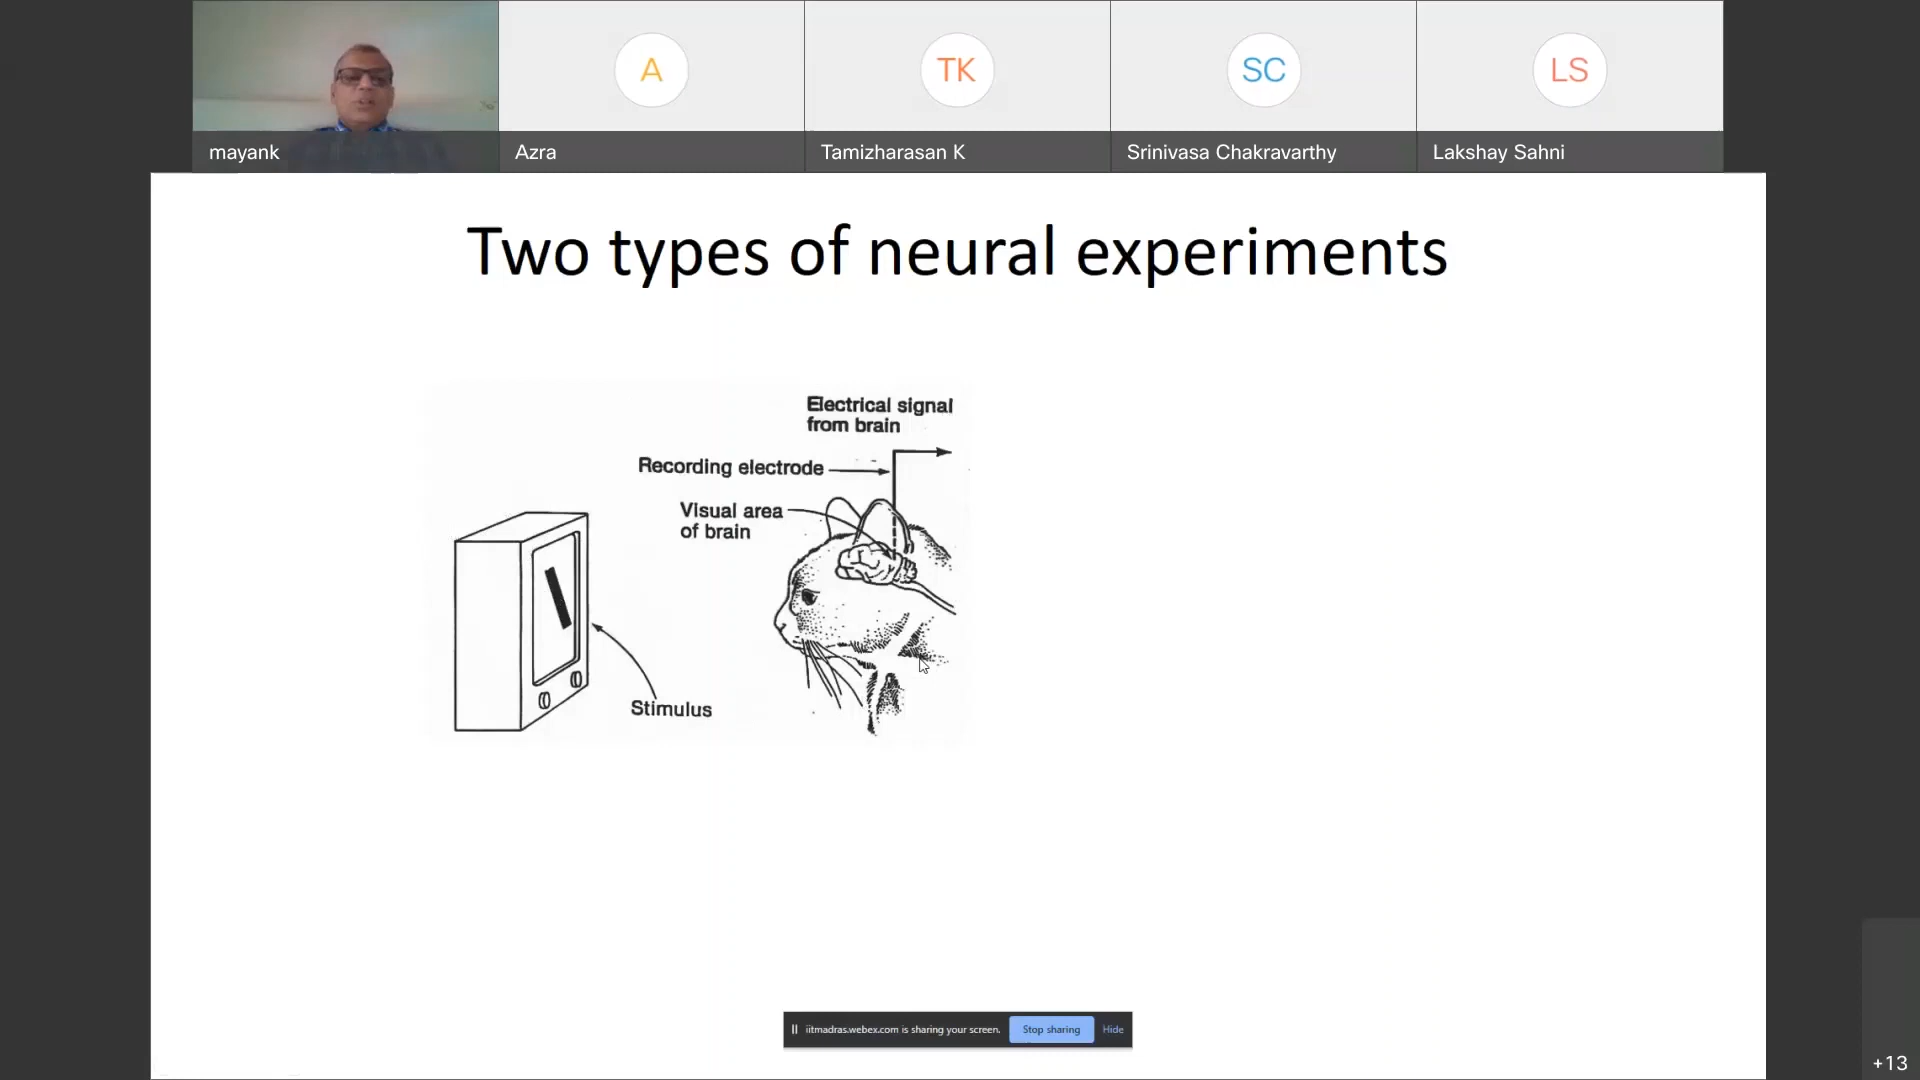 A
TK
SC
LS
mayank
Azra
Tamizharasan K
Srinivasa Chakravarthy
Lakshay Sahni
Two types of neural experiments
Electrical signal
from brain
Recording electrode
Visual area
of brain
Stimulus
iitmadras.webex.com is sharing your screen.
Stop sharing
Hide
+13